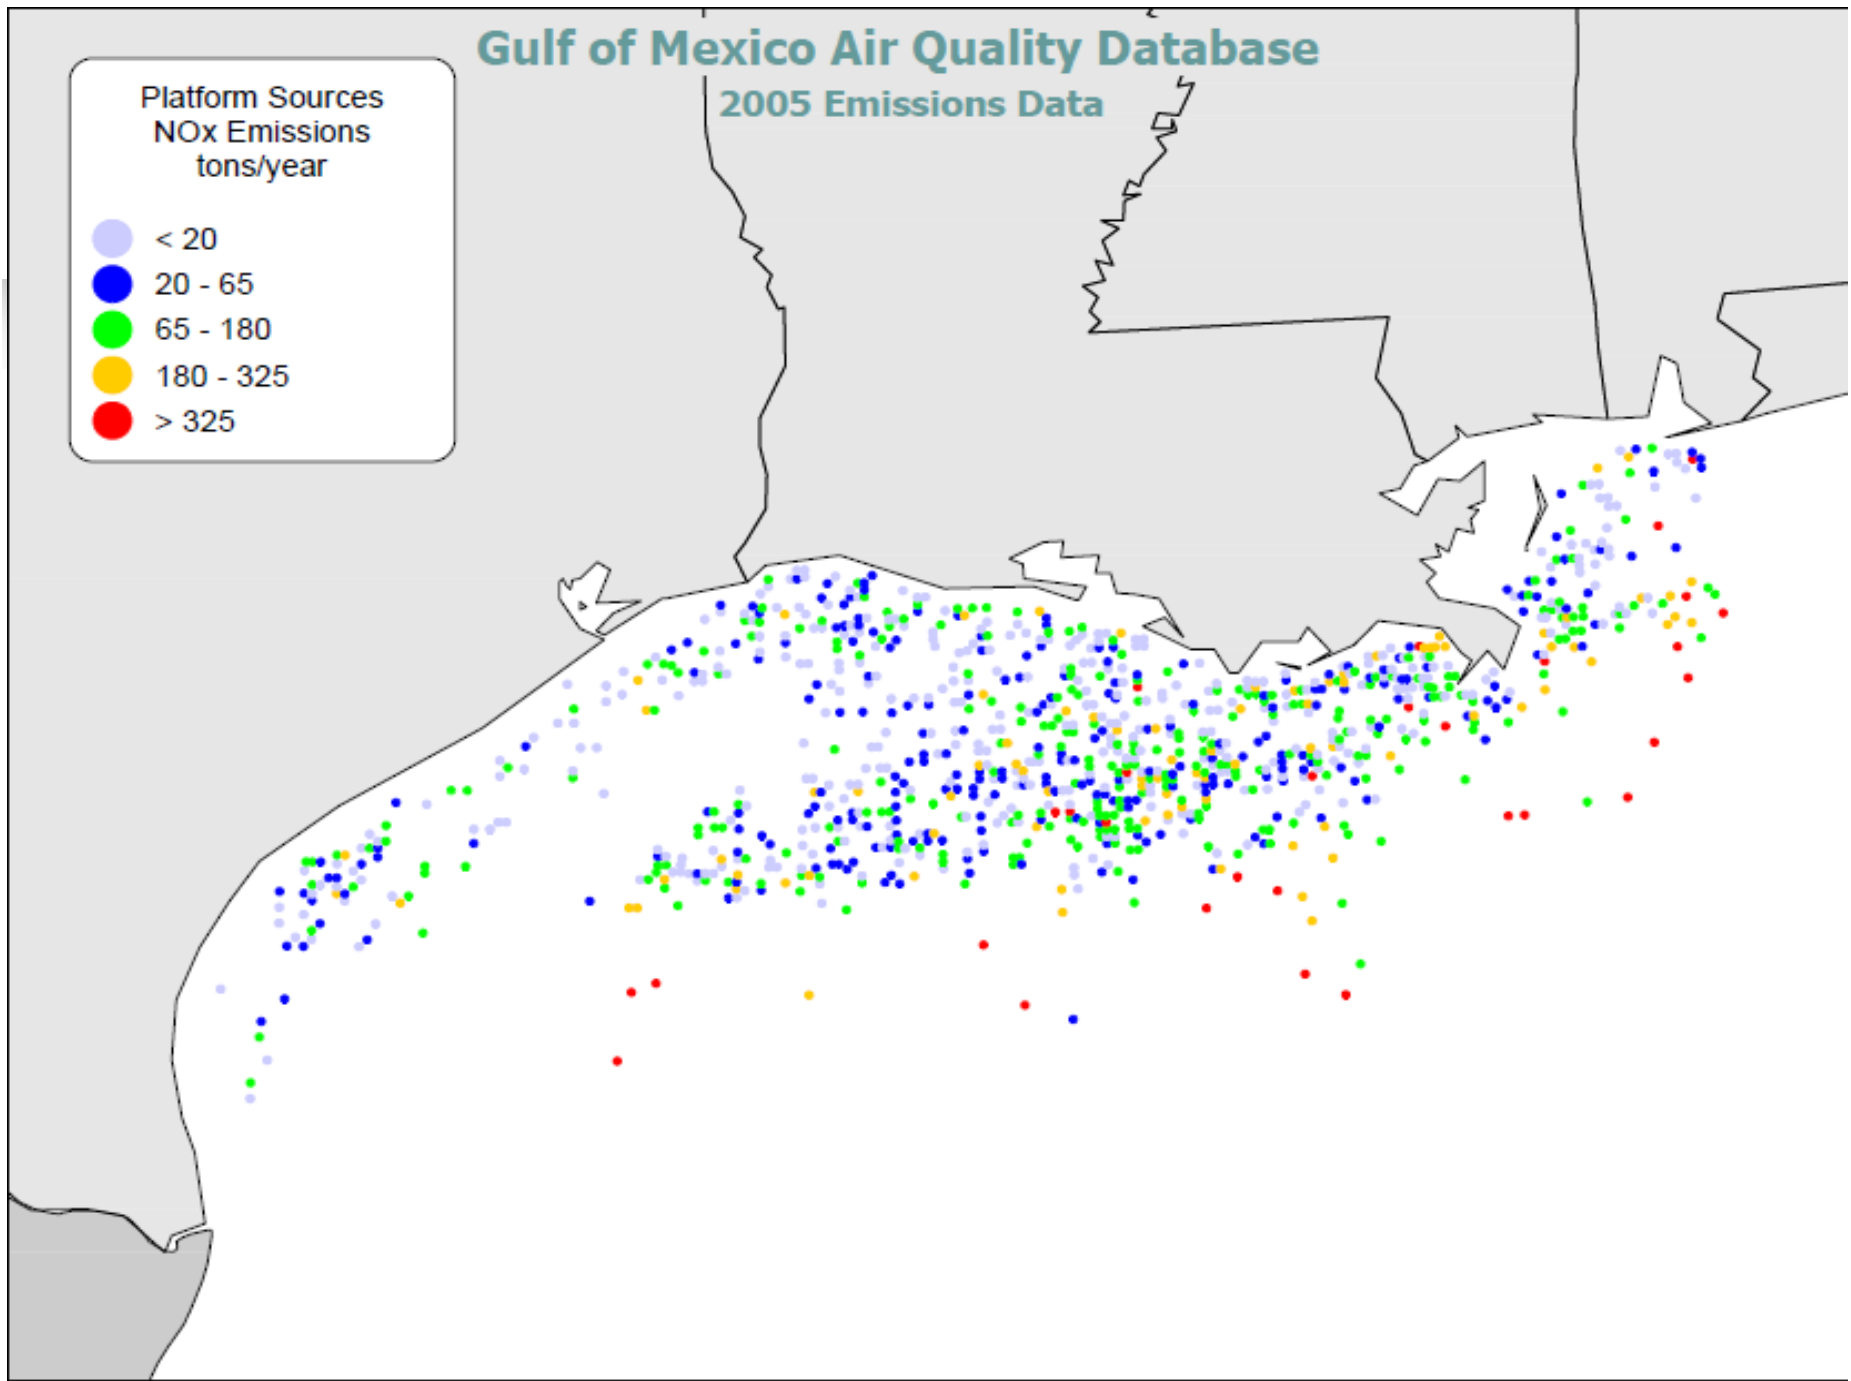 Gulf of Mexico Air Quality Database
2005 Emissions Data
Platform Sources
NOx Emissions
tons/year
< 20
20 - 65
65 - 180
180 - 325
> 325